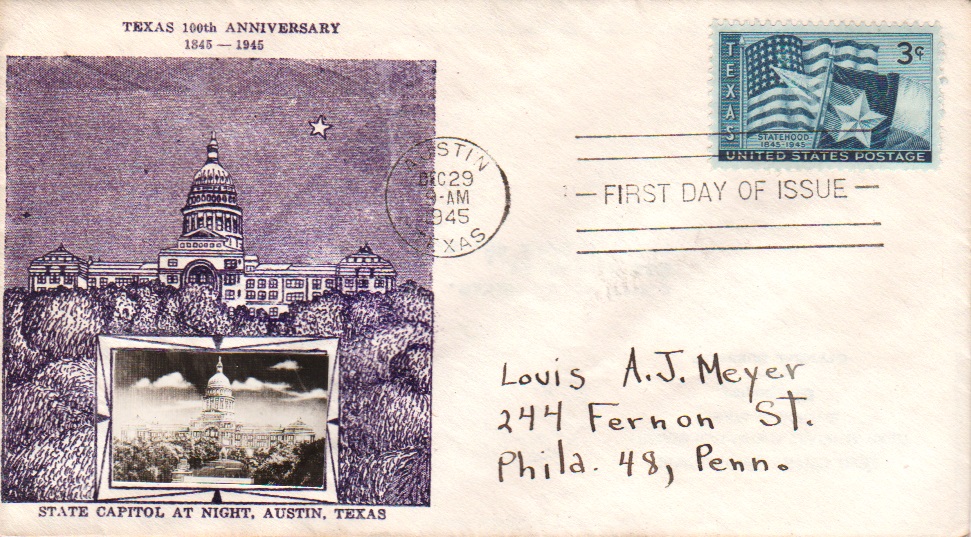 TEXAS 100th ANNIVERSARY
1845 — 1945
TEXAS
3¢
STATEHOOD
1845-1945
UNITED STATES POSTAGE
AUSTIN
DEC 29
9-AM
1945
TEXAS
— FIRST DAY OF ISSUE —
Louis A.J. Meyer
244 Fernon St.
Phila. 48, Penn.
STATE CAPITOL AT NIGHT, AUSTIN, TEXAS